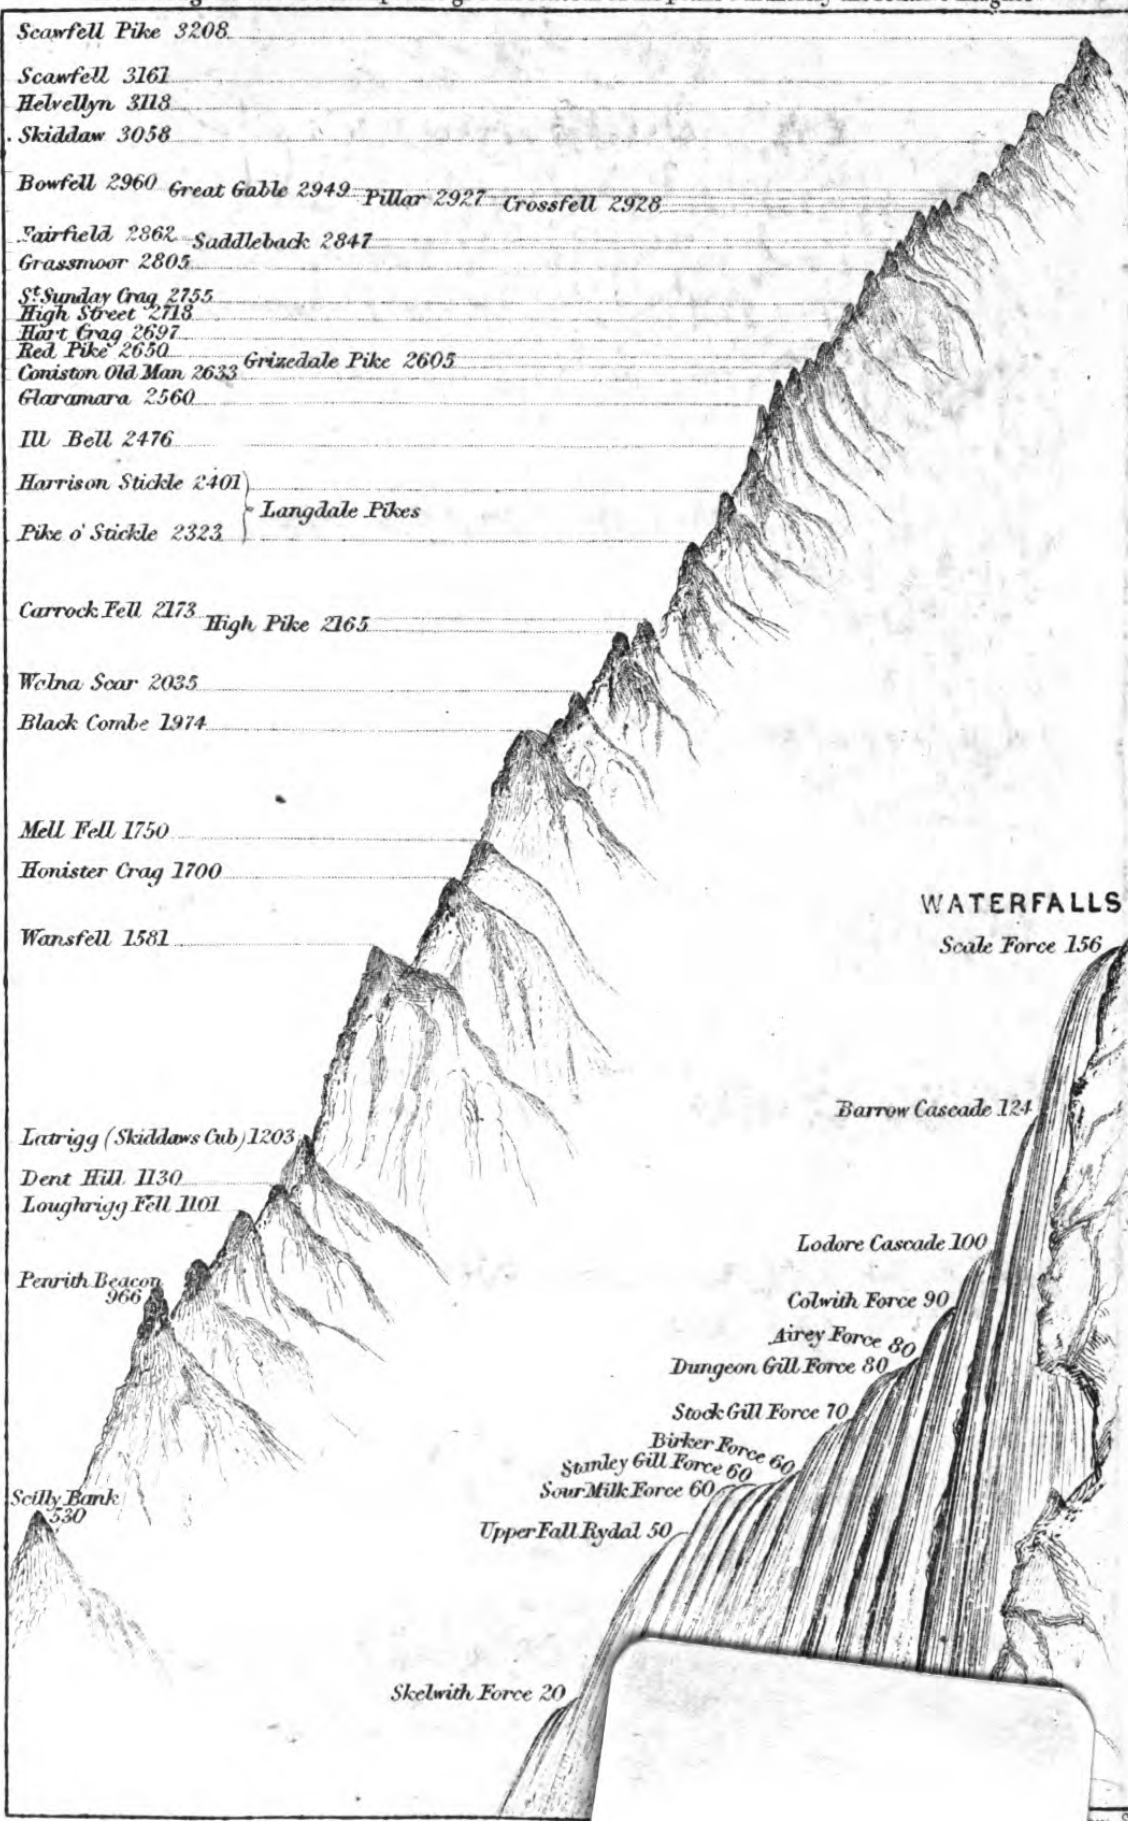 Scawfell Pike 3208
Scawfell 3161
Helvellyn 3118
Skiddaw 3058
Bowfell 2960 Great Gable 2949 Pillar 2927 Crossfell 2928
Fairfield 2862 Saddleback 2847
Grassmoor 2805
St Sunday Crag 2755
High Street 2718
Hart Crag 2697
Red Pike 2650 Grizedale Pike 2605
Coniston Old Man 2633
Glaramara 2560
Ill Bell 2476
Harrison Stickle 2401
Langdale Pikes
Pike o' Stickle 2323
Carrock Fell 2173 High Pike 2165
Walna Scar 2035
Black Combe 1974
Mell Fell 1750
Honister Crag 1700
Wansfell 1581
Latrigg (Skiddaws Cub) 1203
Dent Hill 1130
Loughrigg Fell 1101
Penrith Beacon
966
Scilly Bank
530
WATERFALLS
Scale Force 156
Barrow Cascade 124
Lodore Cascade 100
Colwith Force 90
Airey Force 80
Dungeon Gill Force 80
Stock Gill Force 70
Birker Force 60
Stanley Gill Force 60
Sour Milk Force 60
Upper Fall Rydal 50
Skelwith Force 20